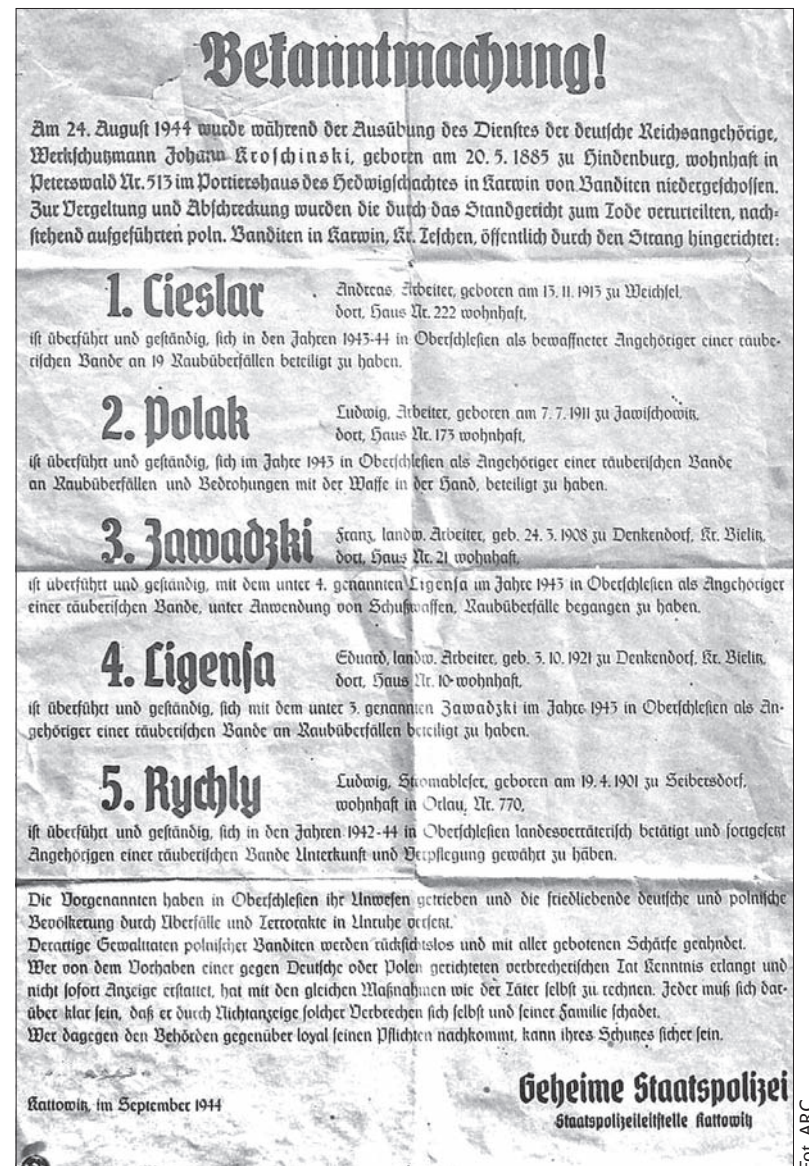 Bekanntmachung!
Am 24. August 1944 wurde während der Ausübung des Dienstes der deutsche Reichsangehörige,
Werkschutzmann Johann Kroschinski, geboren am 20. 5. 1885 zu Hindenburg, wohnhaft in
Peterswald Nr. 513 im Portiershaus des Hedwigschachtes in Karwin von Banditen niedergeschossen.
Zur Vergeltung und Abschreckung wurden die durch das Standgericht zum Tode verurteilten, nach-
stehend aufgeführten poln. Banditen in Karwin, Kr. Teschen, öffentlich durch den Strang hingerichtet:
1. Cieslar
Andreas, Arbeiter, geboren am 13. 11. 1913 zu Weichsel,
dort, Haus Nr. 222 wohnhaft,
ist überführt und geständig, sich in den Jahren 1943-44 in Oberschlesien als bewaffneter Angehöriger einer räube-
rischen Bande an 19 Raubüberfällen beteiligt zu haben.
2. Polak
Ludwig, Arbeiter, geboren am 7. 7. 1911 zu Jawischowitz,
dort, Haus Nr. 173 wohnhaft,
ist überführt und geständig, sich im Jahre 1943 in Oberschlesien als Angehöriger einer räuberischen Bande
an Raubüberfällen und Bedrohungen mit der Waffe in der Hand, beteiligt zu haben.
3. Zawadzki
Franz, landw. Arbeiter, geb. 24. 3. 1908 zu Denkendorf, Kr. Bielitz,
dort, Haus Nr. 21 wohnhaft,
ist überführt und geständig, mit dem unter 4. genannten Ligensa im Jahre 1943 in Oberschlesien als Angehöriger
einer räuberischen Bande, unter Anwendung von Schußwaffen, Raubüberfälle begangen zu haben.
4. Ligensa
Eduard, landw. Arbeiter, geb. 3. 10. 1921 zu Denkendorf, Kr. Bielitz,
dort, Haus Nr. 10 wohnhaft,
ist überführt und geständig, sich mit dem unter 3. genannten Zawadzki im Jahre 1943 in Oberschlesien als An-
gehöriger einer räuberischen Bande an Raubüberfällen beteiligt zu haben.
5. Rychly
Ludwig, Stromableser, geboren am 19. 4. 1901 zu Seibersdorf,
wohnhaft in Orlau, Nr. 770,
ist überführt und geständig, sich in den Jahren 1942-44 in Oberschlesien landesverräterisch betätigt und fortgesetzt
Angehörigen einer räuberischen Bande Unterkunft und Verpflegung gewährt zu haben.
Die Vorgenannten haben in Oberschlesien ihr Unwesen getrieben und die friedliebende deutsche und polnische
Bevölkerung durch Überfälle und Terrorakte in Unruhe versetzt.
Derartige Gewalttaten polnischer Banditen werden rücksichtslos und mit aller gebotenen Schärfe geahndet.
Wer von dem Vorhaben einer gegen Deutsche oder Polen gerichteten verbrecherischen Tat Kenntnis erlangt und
nicht sofort Anzeige erstattet, hat mit den gleichen Maßnahmen wie der Täter selbst zu rechnen. Jeder muß sich dar-
über klar sein, daß er durch Nichtanzeige solcher Verbrechen sich selbst und seiner Familie schadet.
Wer dagegen den Behörden gegenüber loyal seinen Pflichten nachkommt, kann ihres Schutzes sicher sein.
Kattowitz, im September 1944
Geheime Staatspolizei
Staatspolizeileitstelle Kattowitz
Fot. ARC